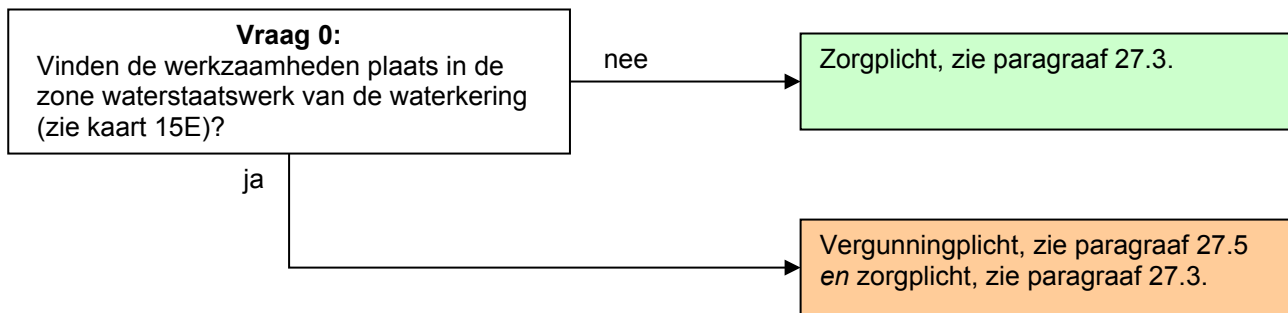 Vraag 0:
Vinden de werkzaamheden plaats in de
zone waterstaatswerk van de waterkering
(zie kaart 15E)?
nee
Zorgplicht, zie paragraaf 27.3.
ja
Vergunningplicht, zie paragraaf 27.5
en zorgplicht, zie paragraaf 27.3.